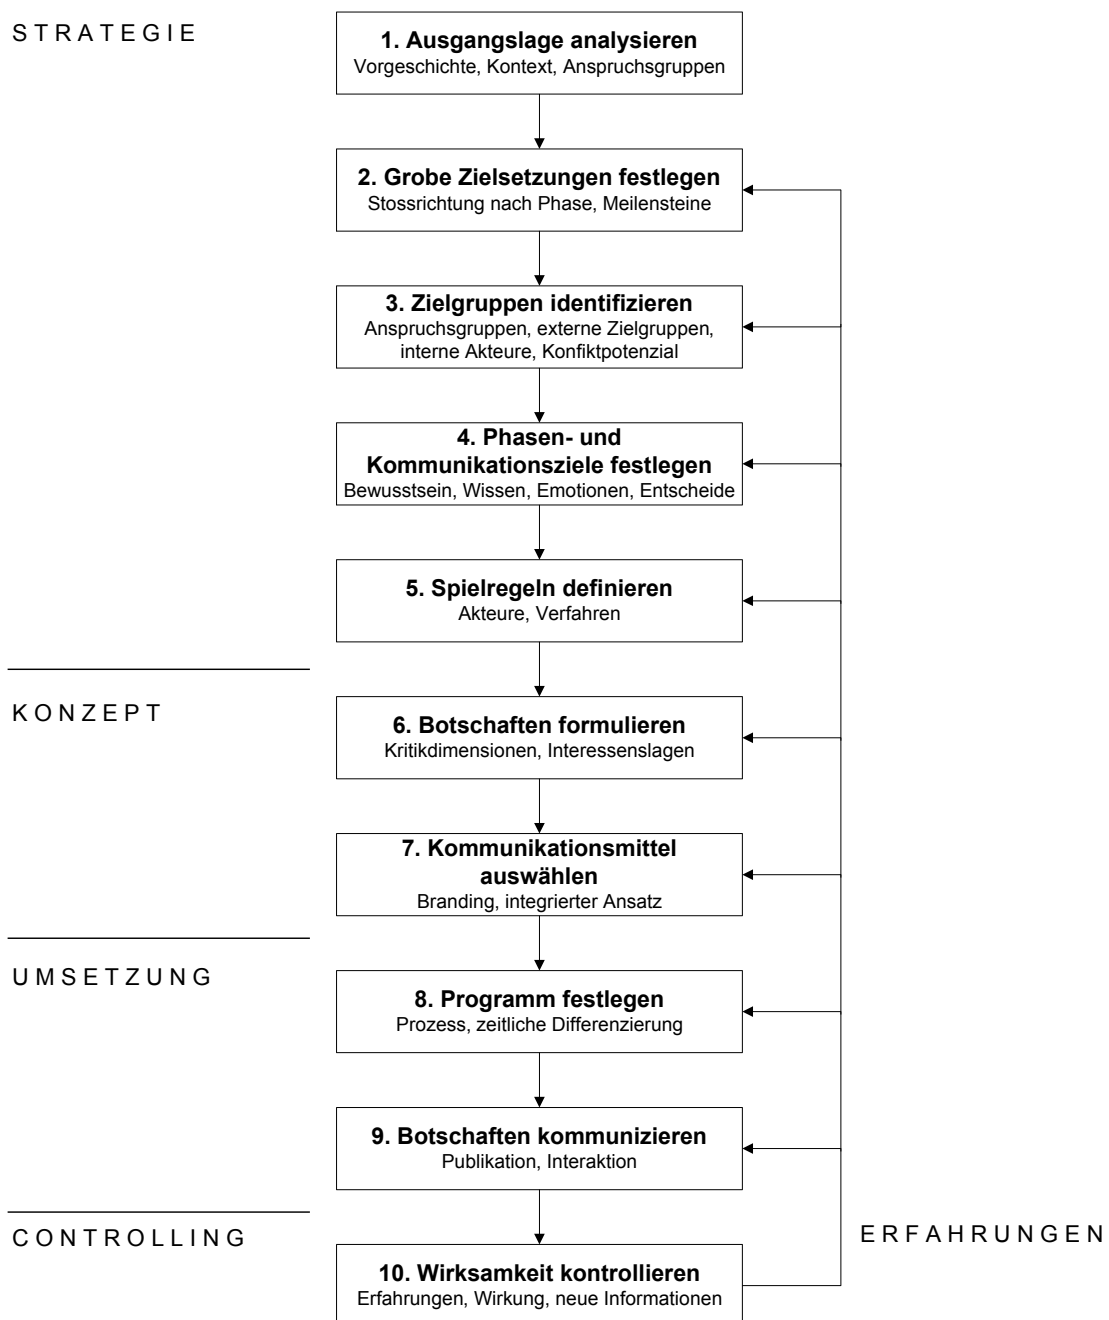 STRATEGIE
1. Ausgangslage analysieren
Vorgeschichte, Kontext, Anspruchsgruppen
2. Grobe Zielsetzungen festlegen
Stossrichtung nach Phase, Meilensteine
3. Zielgruppen identifizieren
Anspruchsgruppen, externe Zielgruppen,
interne Akteure, Konfiktpotenzial
4. Phasen- und
Kommunikationsziele festlegen
Bewusstsein, Wissen, Emotionen, Entscheide
5. Spielregeln definieren
Akteure, Verfahren
KONZEPT
6. Botschaften formulieren
Kritikdimensionen, Interessenslagen
7. Kommunikationsmittel
auswählen
Branding, integrierter Ansatz
UMSETZUNG
8. Programm festlegen
Prozess, zeitliche Differenzierung
9. Botschaften kommunizieren
Publikation, Interaktion
CONTROLLING
ERFAHRUNGEN
10. Wirksamkeit kontrollieren
Erfahrungen, Wirkung, neue Informationen